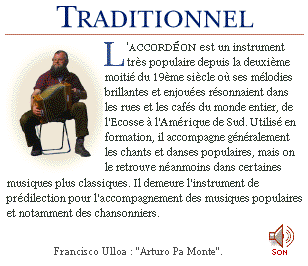 TRADITIONNEL
L'ACCORDÉON est un instrument
très populaire depuis la deuxième
moitié du 19ème siècle où ses mélodies
brillantes et enjouées résonnaient dans
les rues et les cafés du monde entier, de
l'Ecosse à l'Amérique de Sud. Utilisé en
formation, il accompagne généralement
les chants et danses populaires, mais on
le retrouve néanmoins dans certaines
musiques plus classiques. Il demeure l'instrument de
prédilection pour l'accompagnement des musiques populaires
et notamment des chansonniers.
Francisco Ulloa : "Arturo Pa Monte".
SON